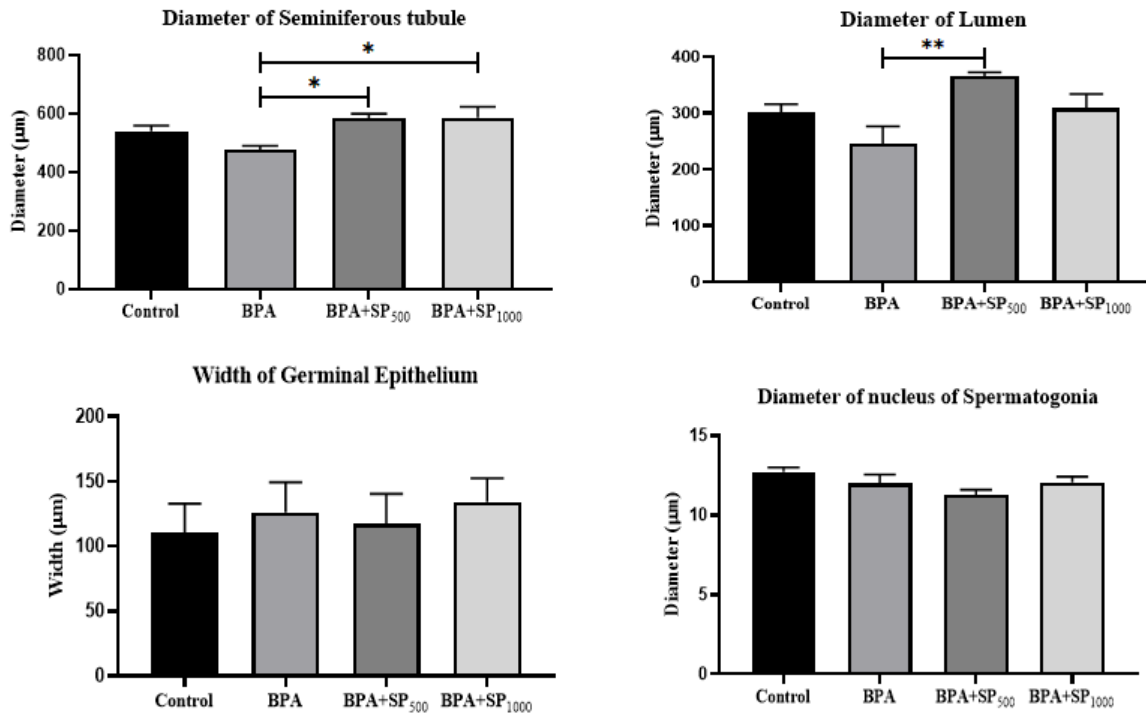 Diameter of Seminiferous tubule
Diameter (μm)
800
600
400
200
0
*
*
Control BPA BPA+SP₅₀₀ BPA+SP₁₀₀₀
Diameter of Lumen
Diameter (μm)
400
300
200
100
0
**
Control BPA BPA+SP₅₀₀ BPA+SP₁₀₀₀
Width of Germinal Epithelium
Width (μm)
200
150
100
50
0
Control BPA BPA+SP₅₀₀ BPA+SP₁₀₀₀
Diameter of nucleus of Spermatogonia
Diameter (μm)
15
10
5
0
Control BPA BPA+SP₅₀₀ BPA+SP₁₀₀₀